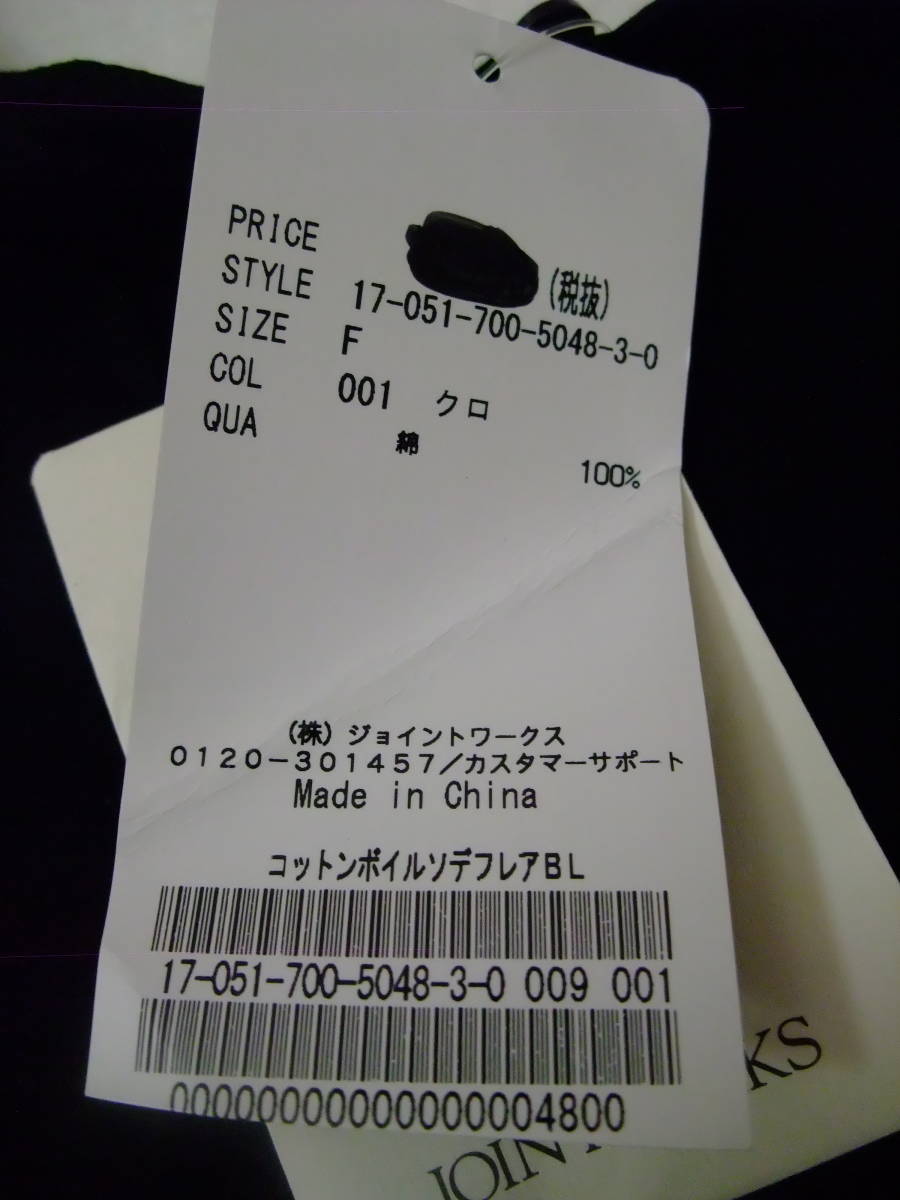 PRICE (税抜)
STYLE 17-051-700-5048-3-0
SIZE F
COL 001 クロ
QUA 綿 100%
(株)ジョイントワークス
0120-301457/カスタマーサポート
Made in China
コットンボイルソデフレアBL
17-051-700-5048-3-0 009 001